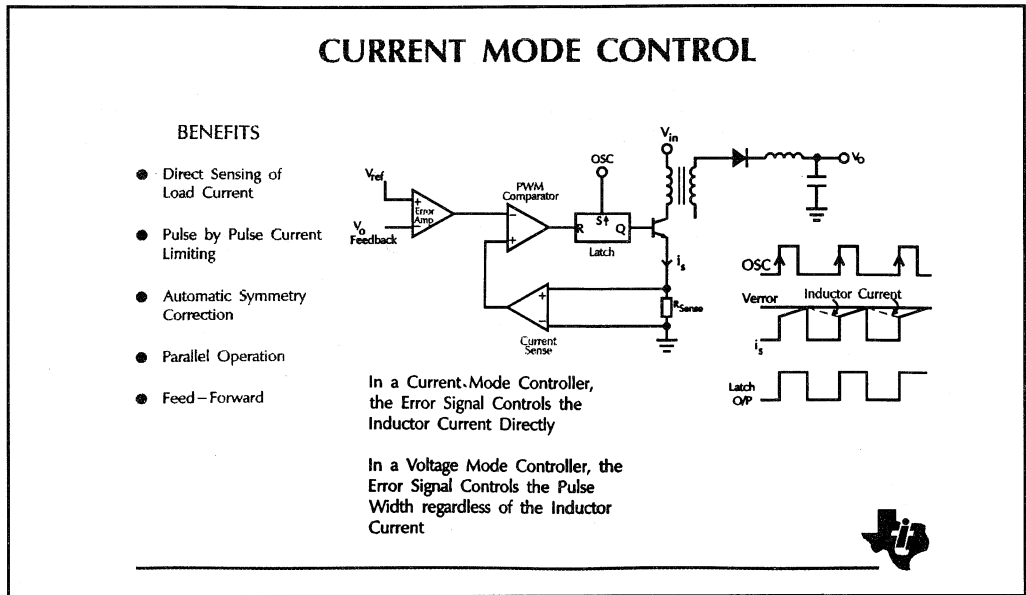 CURRENT MODE CONTROL
BENEFITS
Direct Sensing of
Load Current
Pulse by Pulse Current
Limiting
Automatic Symmetry
Correction
Parallel Operation
Feed-Forward
Vref
Vo
Feedback
+
Error
Amp
−
PWM
Comparator
−
+
OSC
S
R
Q
Latch
Vin
Vo
is
RSense
+
−
Current
Sense
OSC
Verror
Inductor Current
is
Latch
O/P
In a Current Mode Controller,
the Error Signal Controls the
Inductor Current Directly
In a Voltage Mode Controller, the
Error Signal Controls the Pulse
Width regardless of the Inductor
Current